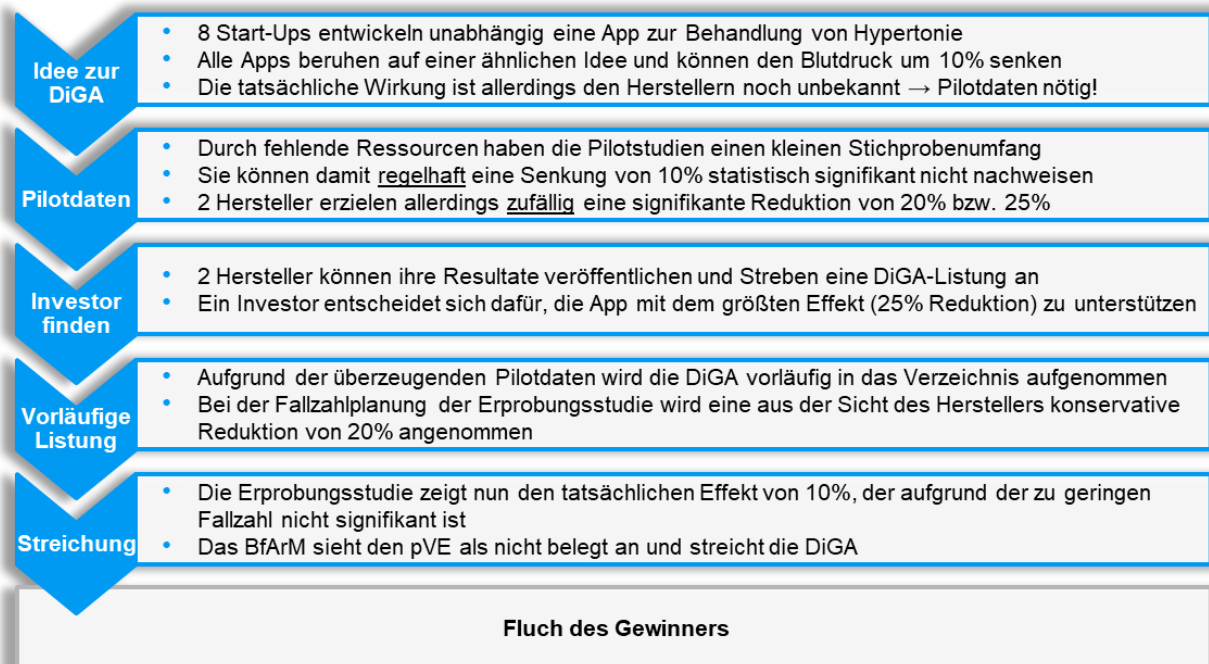 Idee zur
DiGA
• 8 Start-Ups entwickeln unabhängig eine App zur Behandlung von Hypertonie
• Alle Apps beruhen auf einer ähnlichen Idee und können den Blutdruck um 10% senken
• Die tatsächliche Wirkung ist allerdings den Herstellern noch unbekannt → Pilotdaten nötig!
Pilotdaten
• Durch fehlende Ressourcen haben die Pilotstudien einen kleinen Stichprobenumfang
• Sie können damit regelhaft eine Senkung von 10% statistisch signifikant nicht nachweisen
• 2 Hersteller erzielen allerdings zufällig eine signifikante Reduktion von 20% bzw. 25%
Investor
finden
• 2 Hersteller können ihre Resultate veröffentlichen und Streben eine DiGA-Listung an
• Ein Investor entscheidet sich dafür, die App mit dem größten Effekt (25% Reduktion) zu unterstützen
Vorläufige
Listung
• Aufgrund der überzeugenden Pilotdaten wird die DiGA vorläufig in das Verzeichnis aufgenommen
• Bei der Fallzahlplanung der Erprobungsstudie wird eine aus der Sicht des Herstellers konservative
Reduktion von 20% angenommen
Streichung
• Die Erprobungsstudie zeigt nun den tatsächlichen Effekt von 10%, der aufgrund der zu geringen
Fallzahl nicht signifikant ist
• Das BfArM sieht den pVE als nicht belegt an und streicht die DiGA
Fluch des Gewinners